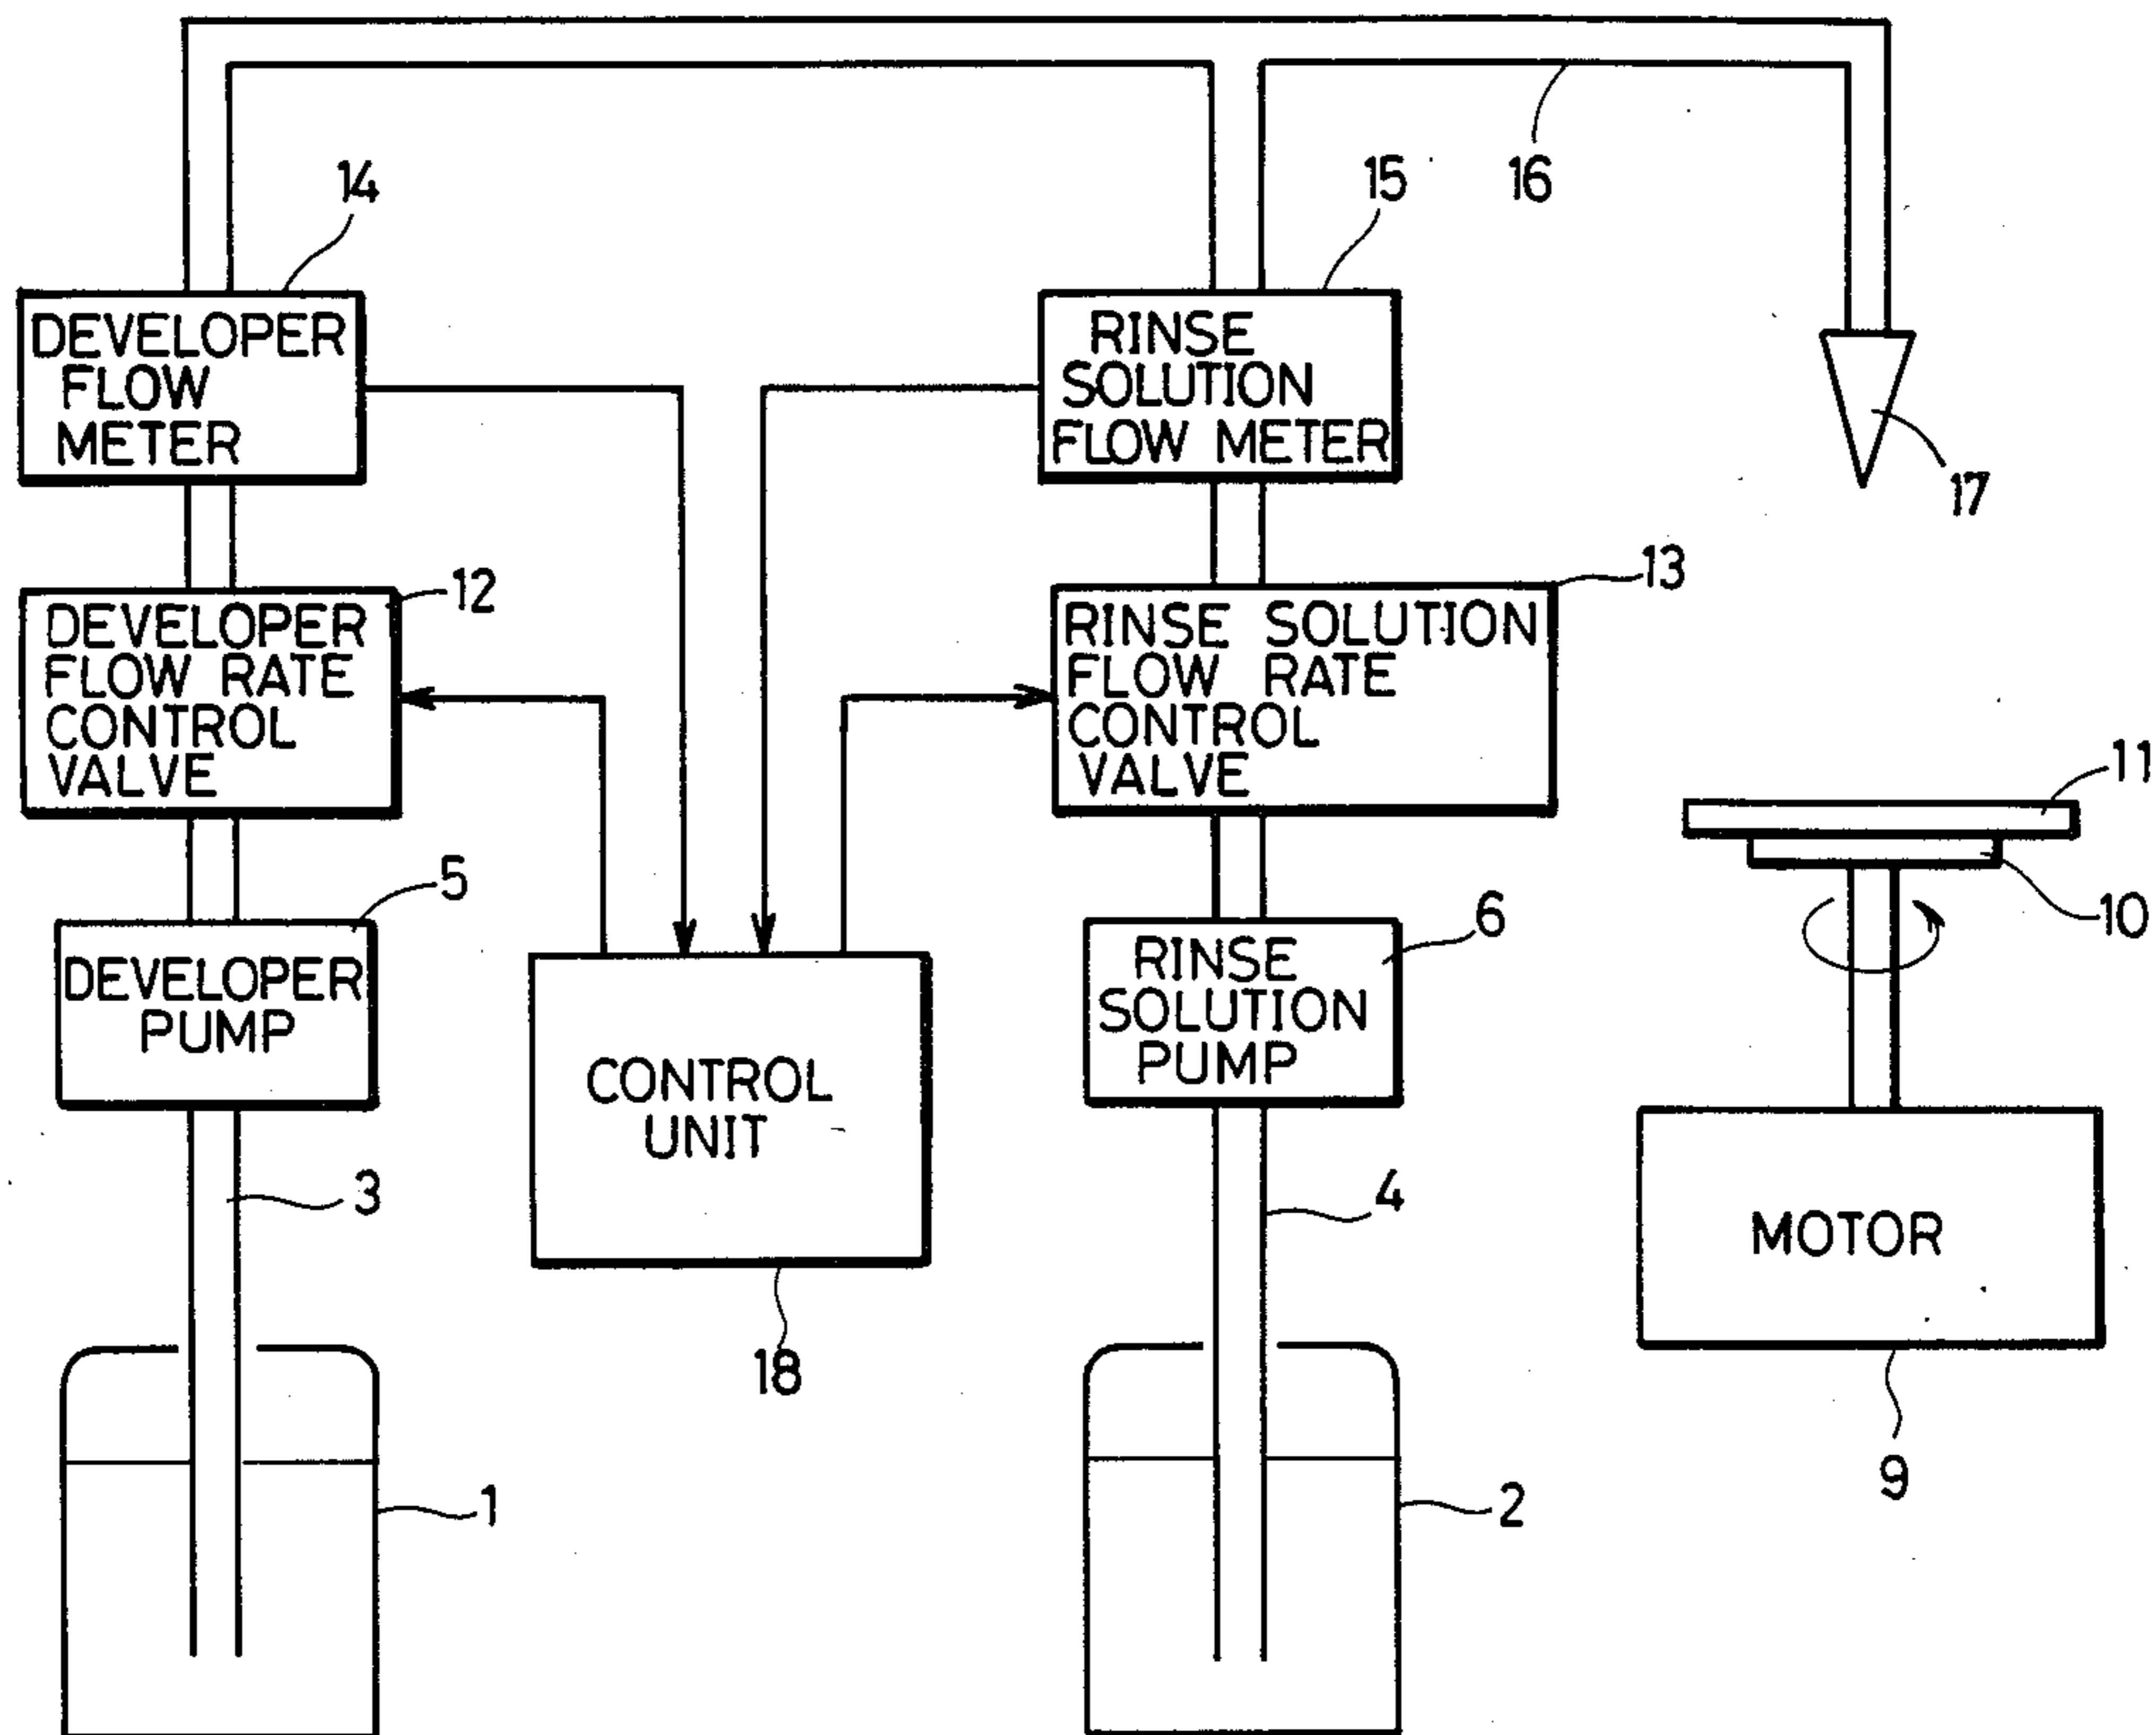 14
15
16
17
DEVELOPER
FLOW
METER
RINSE
SOLUTION
FLOW METER
12
13
DEVELOPER
FLOW RATE
CONTROL
VALVE
RINSE SOLUTION
FLOW RATE
CONTROL
VALVE
11
10
5
6
DEVELOPER
PUMP
RINSE
SOLUTION
PUMP
CONTROL
UNIT
3
4
MOTOR
18
9
1
2